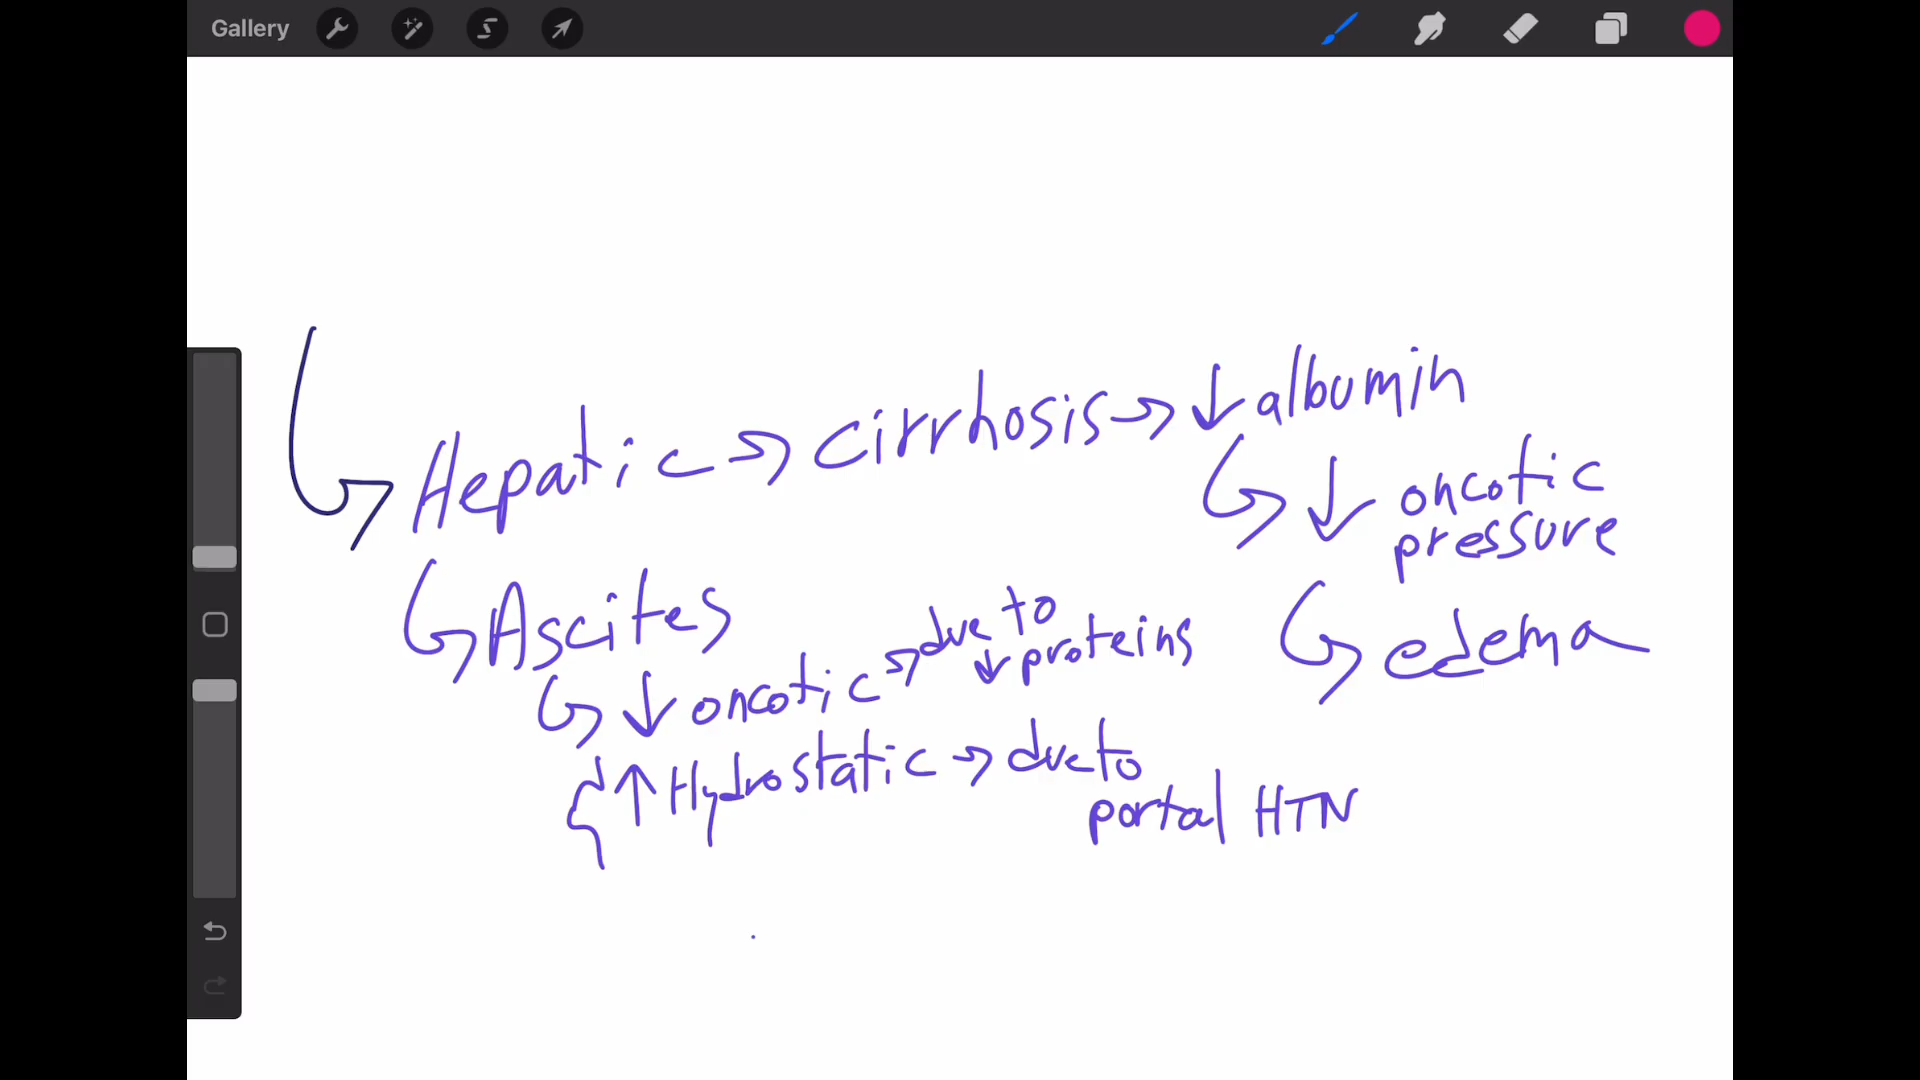 Gallery
Hepatic → cirrhosis → ↓ albumin
↳ ↓ oncotic
pressure
↳ edema
↳ Ascites
↳ ↓ oncotic → due to
↓ proteins
↑ Hydrostatic → due to
portal HTN